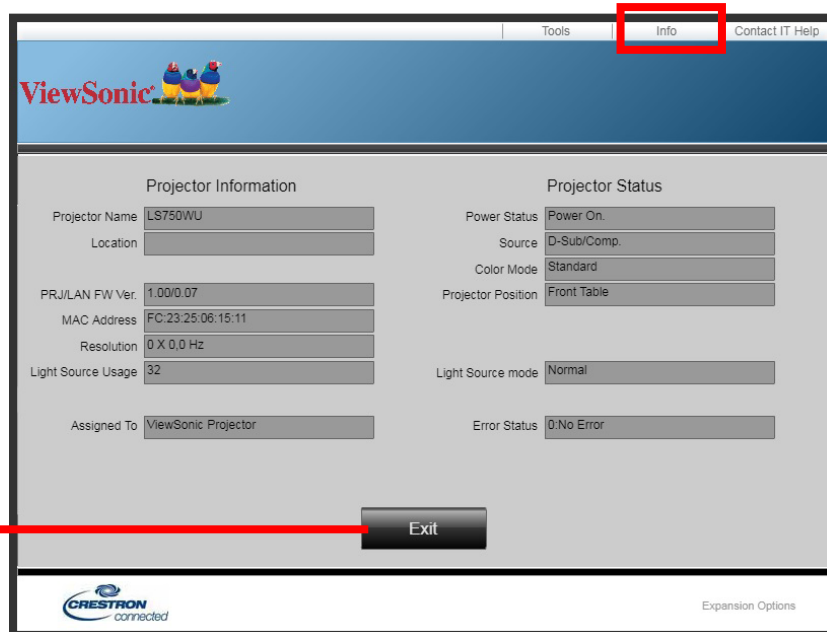 Tools Info Contact IT Help
ViewSonic
Projector Information
Projector Name LS750WU
Location
PRJ/LAN FW Ver. 1.00/0.07
MAC Address FC:23:25:06:15:11
Resolution 0 X 0,0 Hz
Light Source Usage 32
Assigned To ViewSonic Projector
Projector Status
Power Status Power On.
Source D-Sub/Comp.
Color Mode Standard
Projector Position Front Table
Light Source mode Normal
Error Status 0:No Error
Exit
CRESTRON
connected
Expansion Options